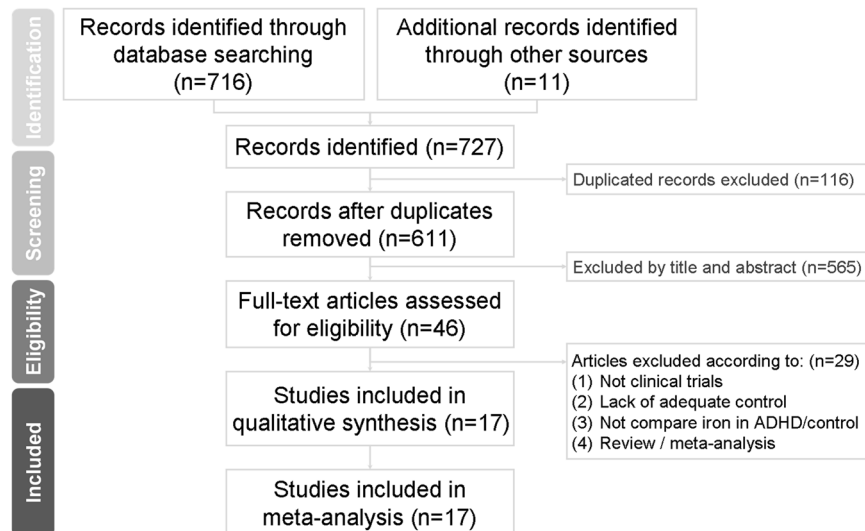 Identification
Records identified through
database searching
(n=716)
Additional records identified
through other sources
(n=11)
Records identified (n=727)
Screening
Duplicated records excluded (n=116)
Records after duplicates
removed (n=611)
Excluded by title and abstract (n=565)
Eligibility
Full-text articles assessed
for eligibility (n=46)
Articles excluded according to: (n=29)
(1) Not clinical trials
(2) Lack of adequate control
(3) Not compare iron in ADHD/control
(4) Review / meta-analysis
Included
Studies included in
qualitative synthesis (n=17)
Studies included in
meta-analysis (n=17)